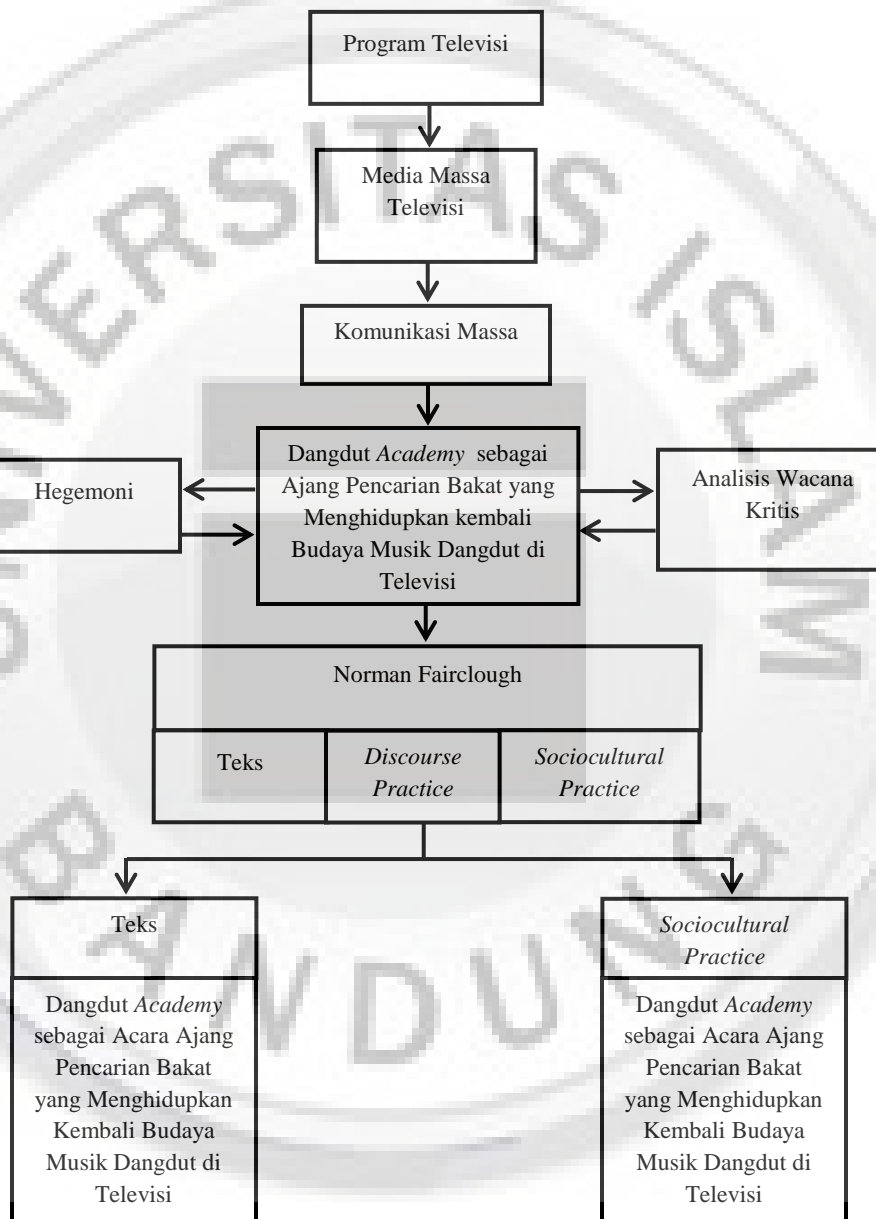 Program Televisi
Media Massa
Televisi
Komunikasi Massa
Hegemoni
Dangdut Academy sebagai
Ajang Pencarian Bakat yang
Menghidupkan kembali
Budaya Musik Dangdut di
Televisi
Analisis Wacana
Kritis
Norman Fairclough
Teks
Discourse
Practice
Sociocultural
Practice
Teks
Dangdut Academy
sebagai Acara Ajang
Pencarian Bakat
yang Menghidupkan
Kembali Budaya
Musik Dangdut di
Televisi
Sociocultural
Practice
Dangdut Academy
sebagai Acara Ajang
Pencarian Bakat
yang Menghidupkan
Kembali Budaya
Musik Dangdut di
Televisi
UNIVERSITAS ISLAM
BANDUNG